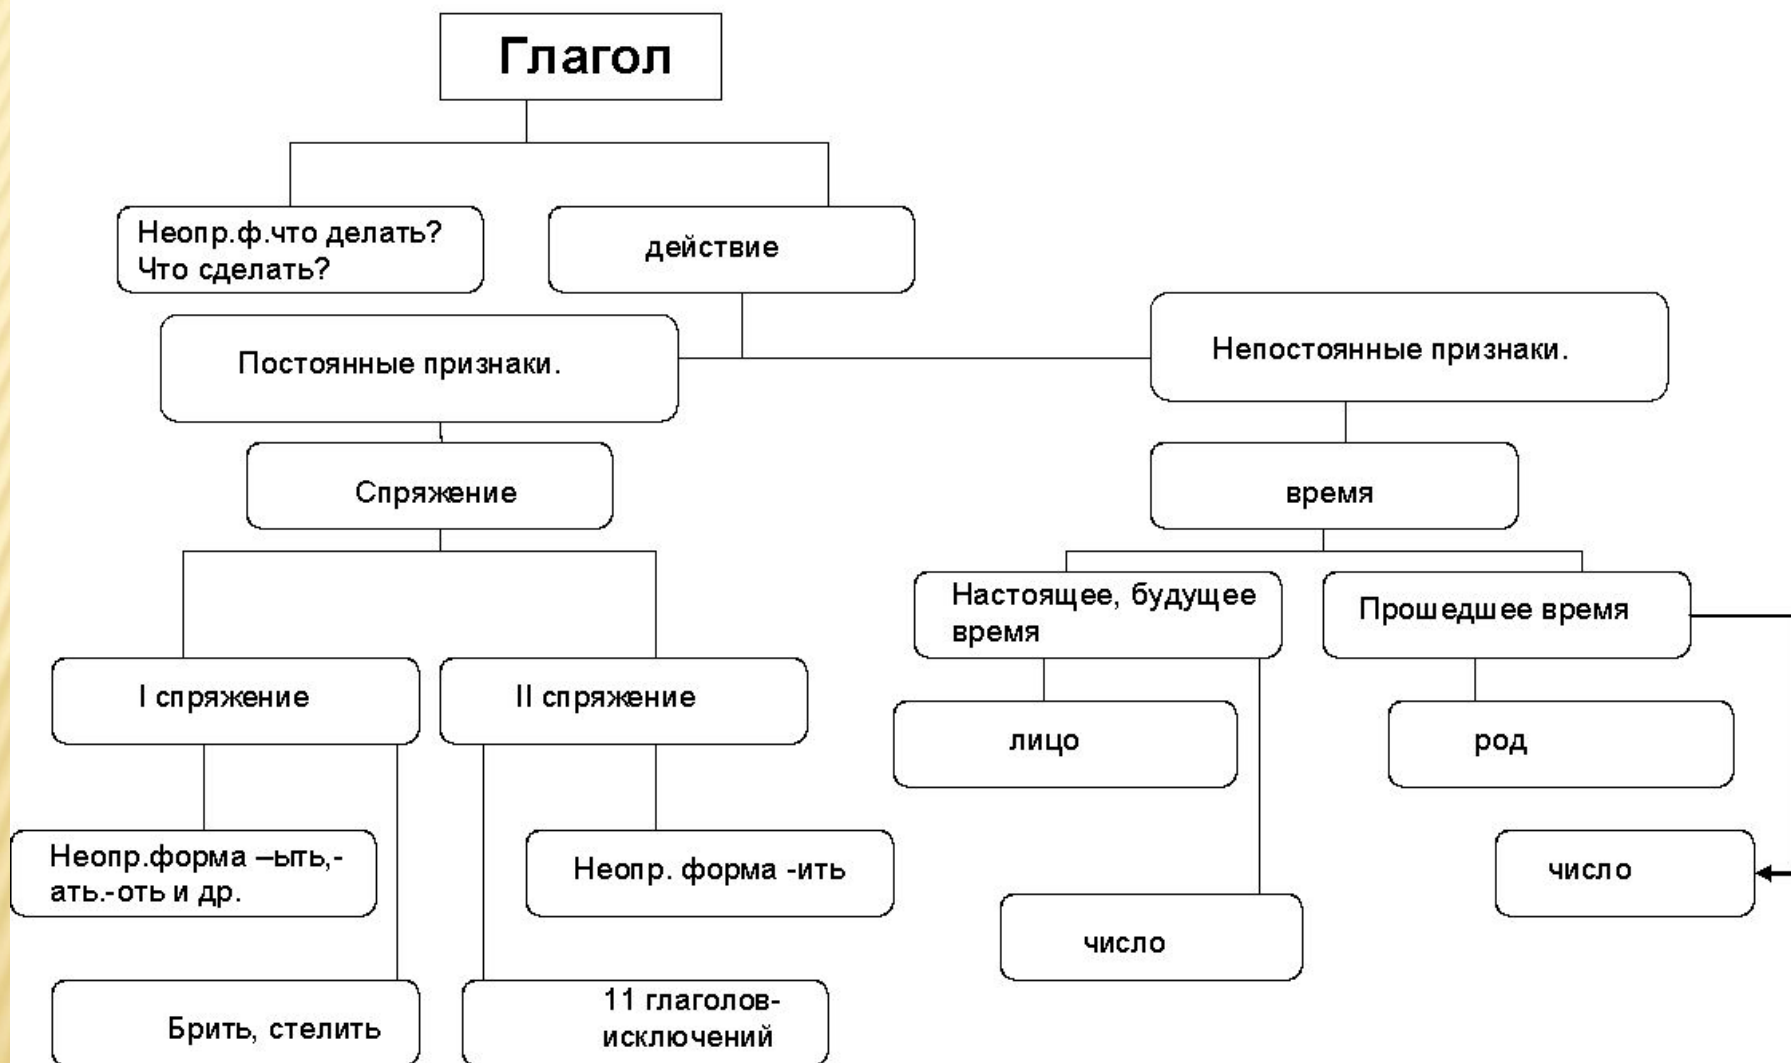 Глагол
Неопр.ф.что делать?
Что сделать?
действие
Постоянные признаки.
Непостоянные признаки.
Спряжение
время
Настоящее, будущее
время
Прошедшее время
I спряжение
II спряжение
лицо
род
Неопр.форма –ыть,-
ать.-оть и др.
Неопр. форма -ить
число
число
Брить, стелить
11 глаголов-
исключений